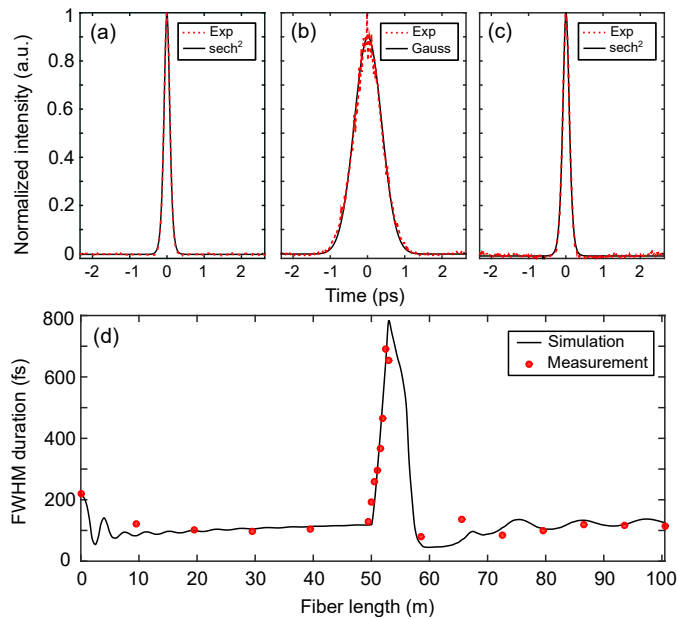 (a)
Exp
sech²
(b)
Exp
Gauss
(c)
Exp
sech²
Normalized intensity (a.u.)
1
0.8
0.6
0.4
0.2
0
-2 -1 0 1 2
-2 -1 0 1 2
-2 -1 0 1 2
Time (ps)
(d)
Simulation
Measurement
FWHM duration (fs)
800
600
400
200
100
0
0 10 20 30 40 50 60 70 80 90 100
Fiber length (m)